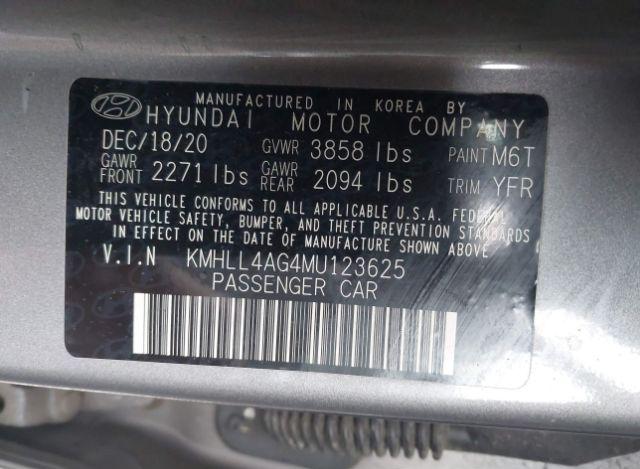 MANUFACTURED IN KOREA BY
HYUNDAI MOTOR COMPANY
DEC/18/20 GVWR 3858 lbs PAINT M6T
GAWR FRONT 2271 lbs GAWR REAR 2094 lbs TRIM YFR
THIS VEHICLE CONFORMS TO ALL APPLICABLE U.S.A. FEDERAL
MOTOR VEHICLE SAFETY, BUMPER, AND THEFT PREVENTION STANDARDS
IN EFFECT ON THE DATE OF MANUFACTURE SHOWN ABOVE
V.I.N KMHLL4AG4MU123625
PASSENGER CAR